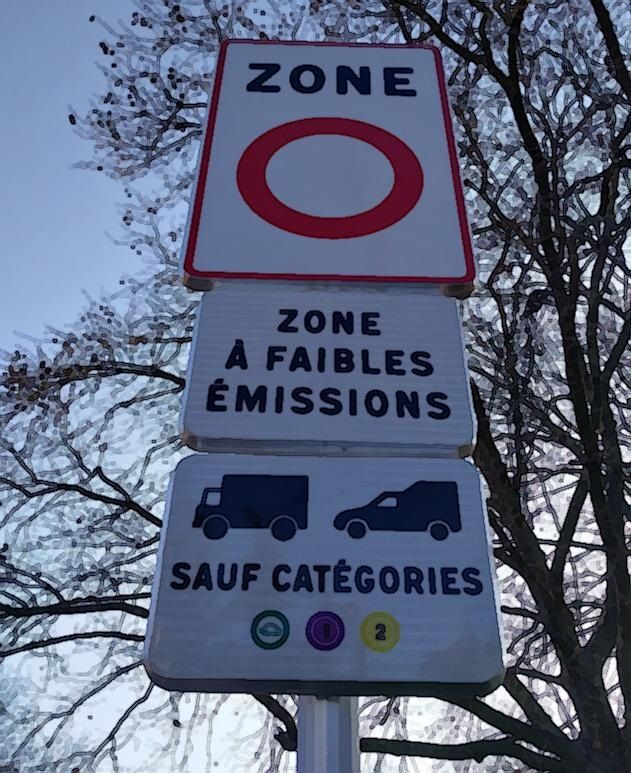 ZONE
ZONE
À FAIBLES
ÉMISSIONS
SAUF CATÉGORIES
1 2